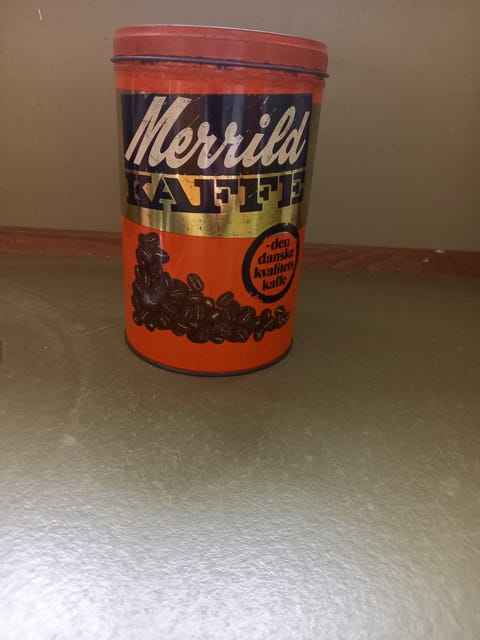 Merrild
KAFFE
-den
danske
kvalitets
kaffe